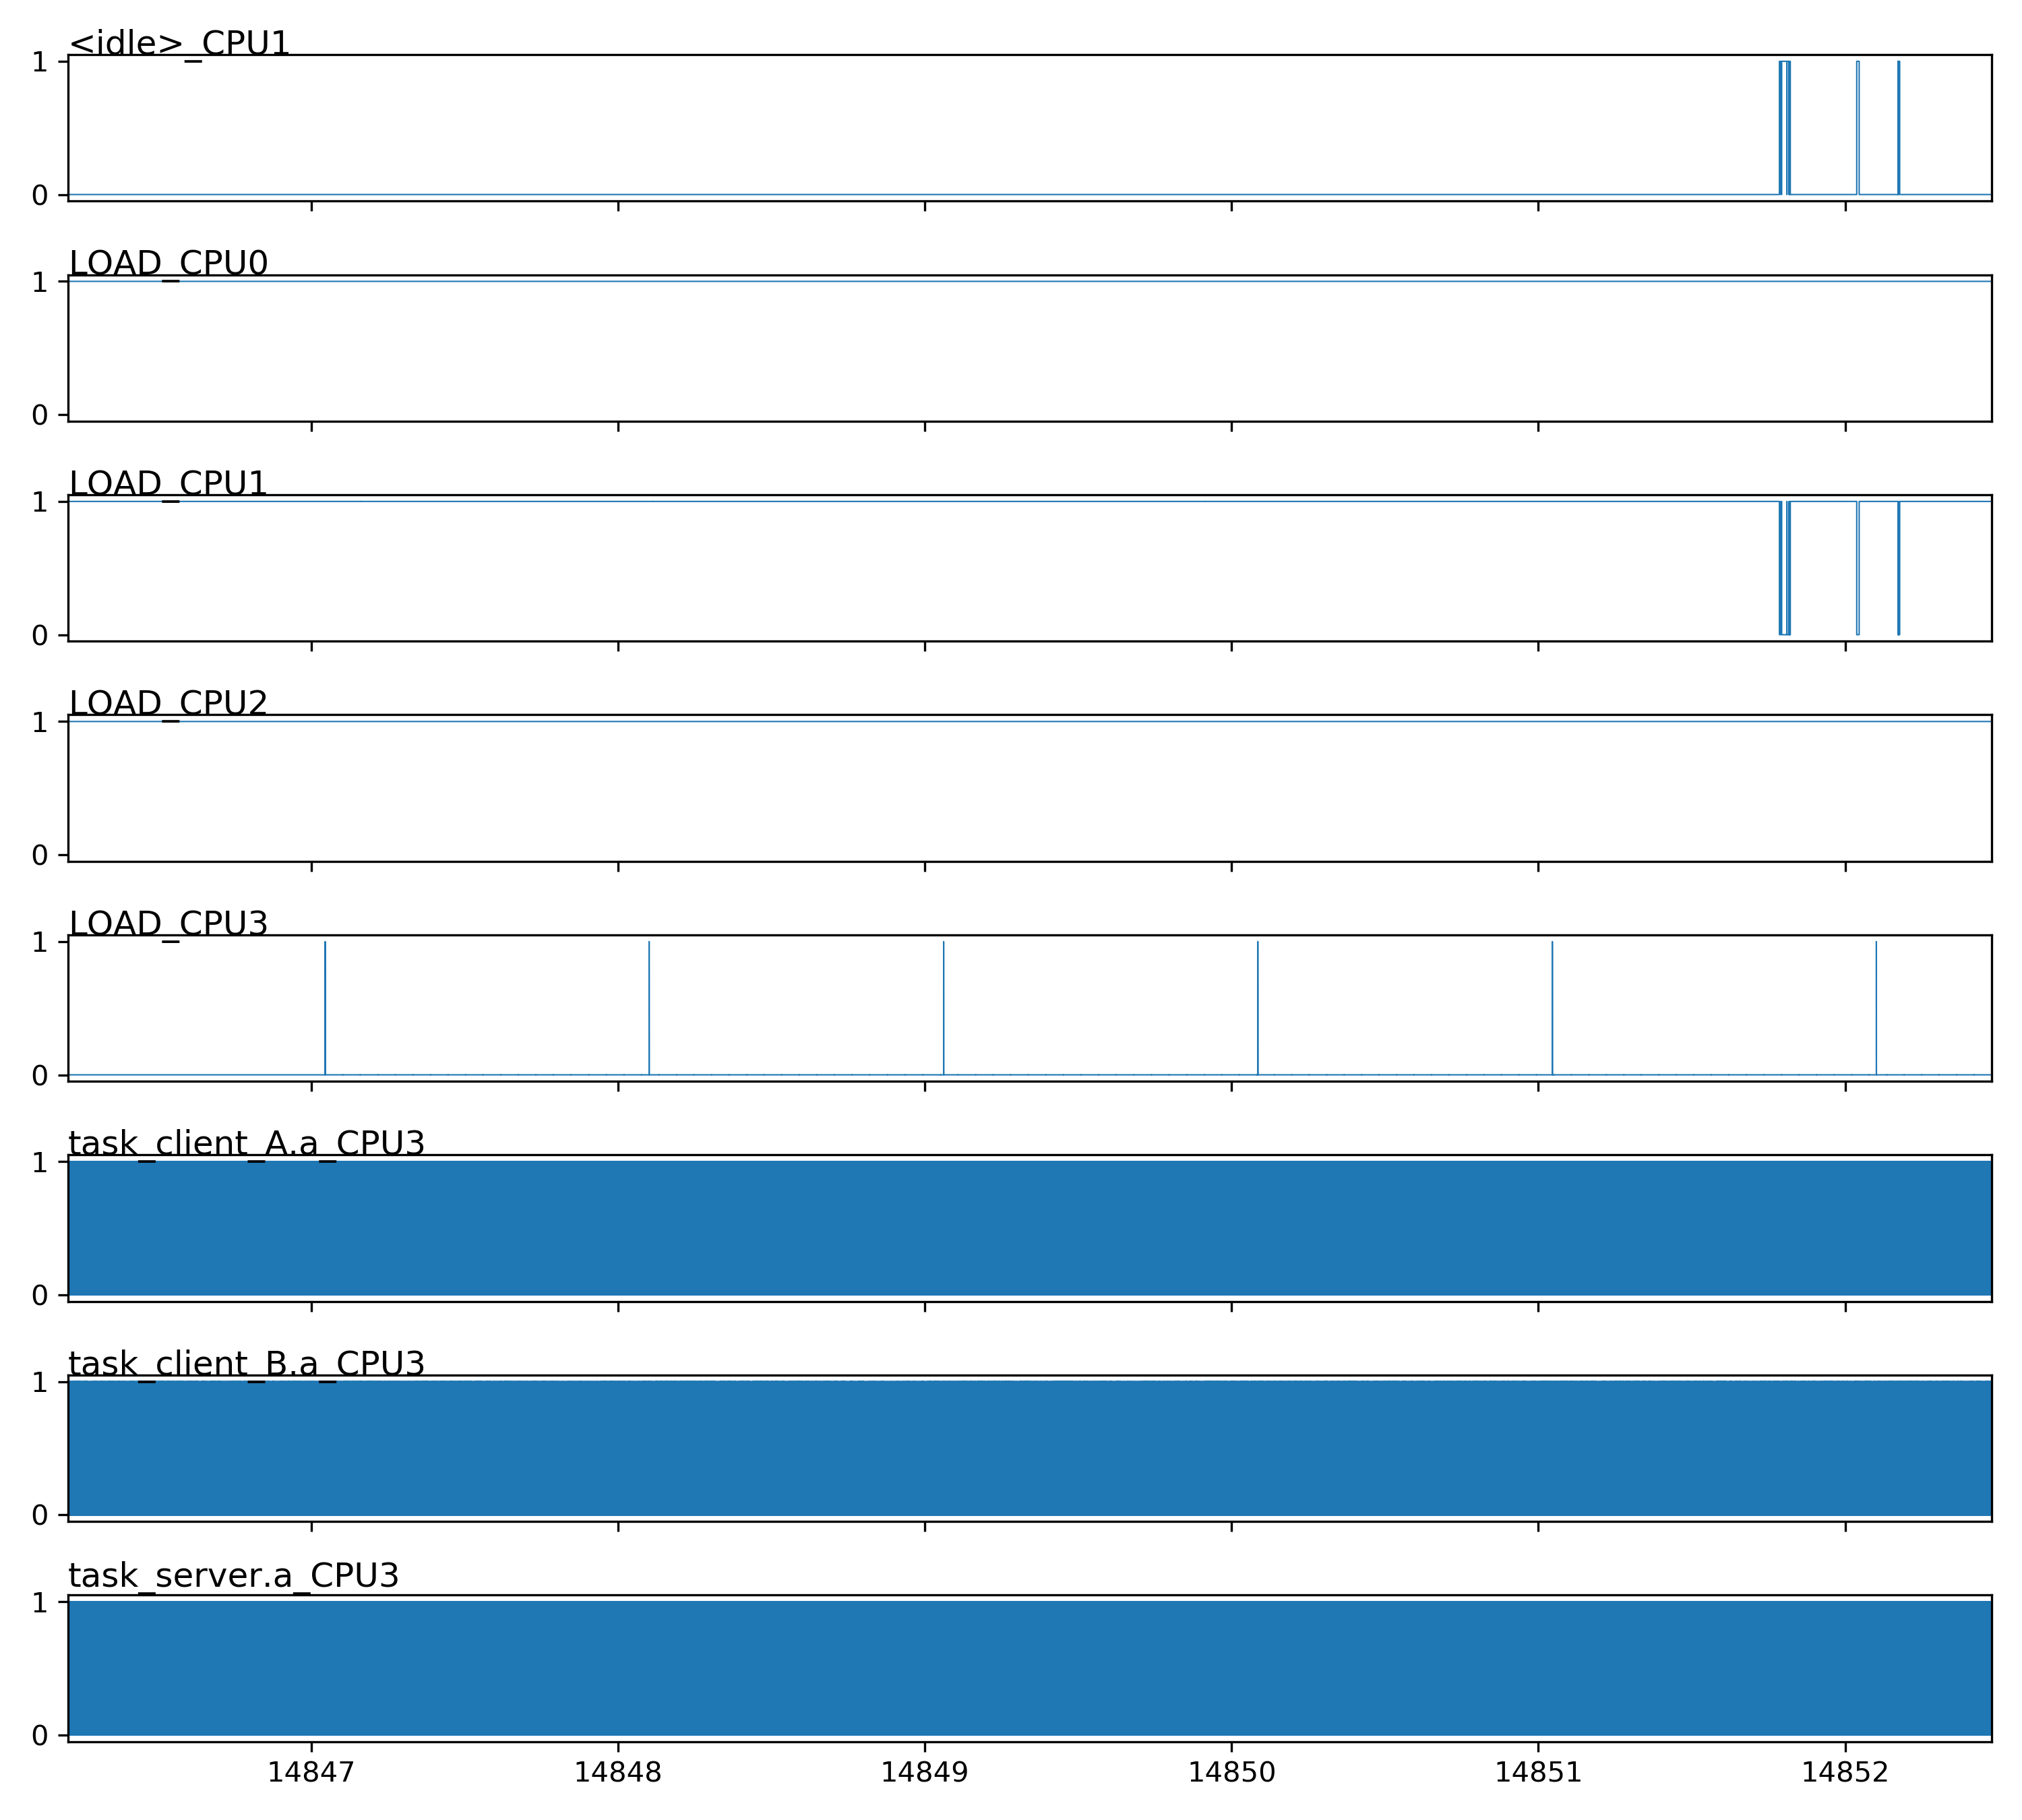 <idle>_CPU1
1
0
LOAD_CPU0
1
0
LOAD_CPU1
1
0
LOAD_CPU2
1
0
LOAD_CPU3
1
0
task_client_A.a_CPU3
1
0
task_client_B.a_CPU3
1
0
task_server.a_CPU3
1
0
14847 14848 14849 14850 14851 14852